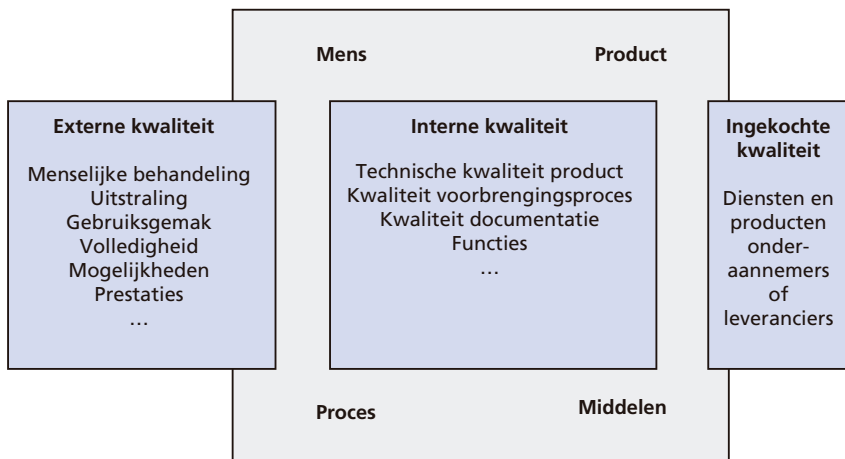 Mens
Product
Externe kwaliteit
Menselijke behandeling
Uitstraling
Gebruiksgemak
Volledigheid
Mogelijkheden
Prestaties
…
Interne kwaliteit
Technische kwaliteit product
Kwaliteit voorbrengingsproces
Kwaliteit documentatie
Functies
…
Ingekochte
kwaliteit
Diensten en
producten
onder-
aannemers
of
leveranciers
Proces
Middelen